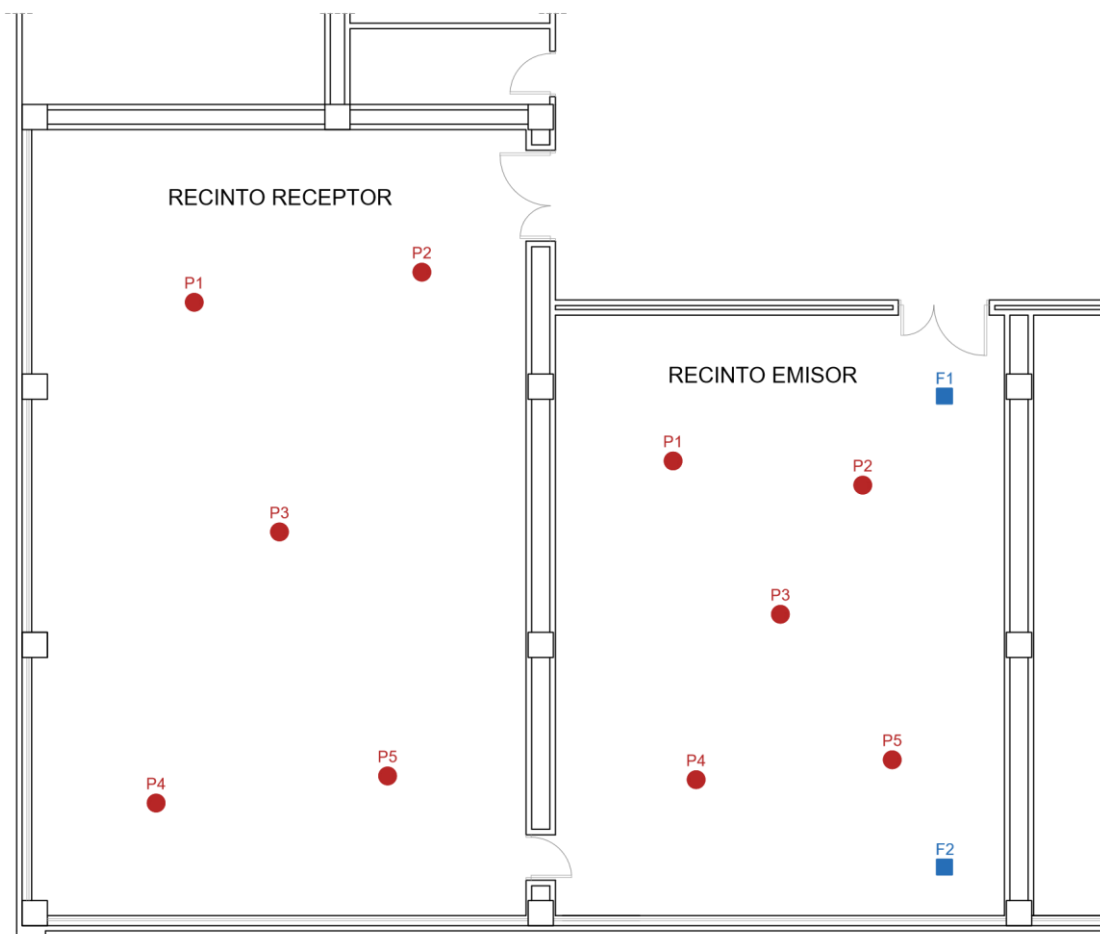 RECINTO RECEPTOR
P2
P1
RECINTO EMISOR
F1
P1
P2
P3
P3
P5
P4
P5
P4
F2